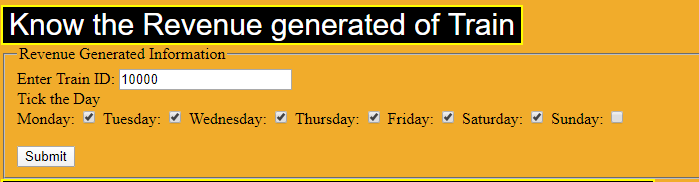 Know the Revenue generated of Train
Revenue Generated Information
Enter Train ID: 10000
Tick the Day
Monday: Tuesday: Wednesday: Thursday: Friday: Saturday: Sunday:
Submit